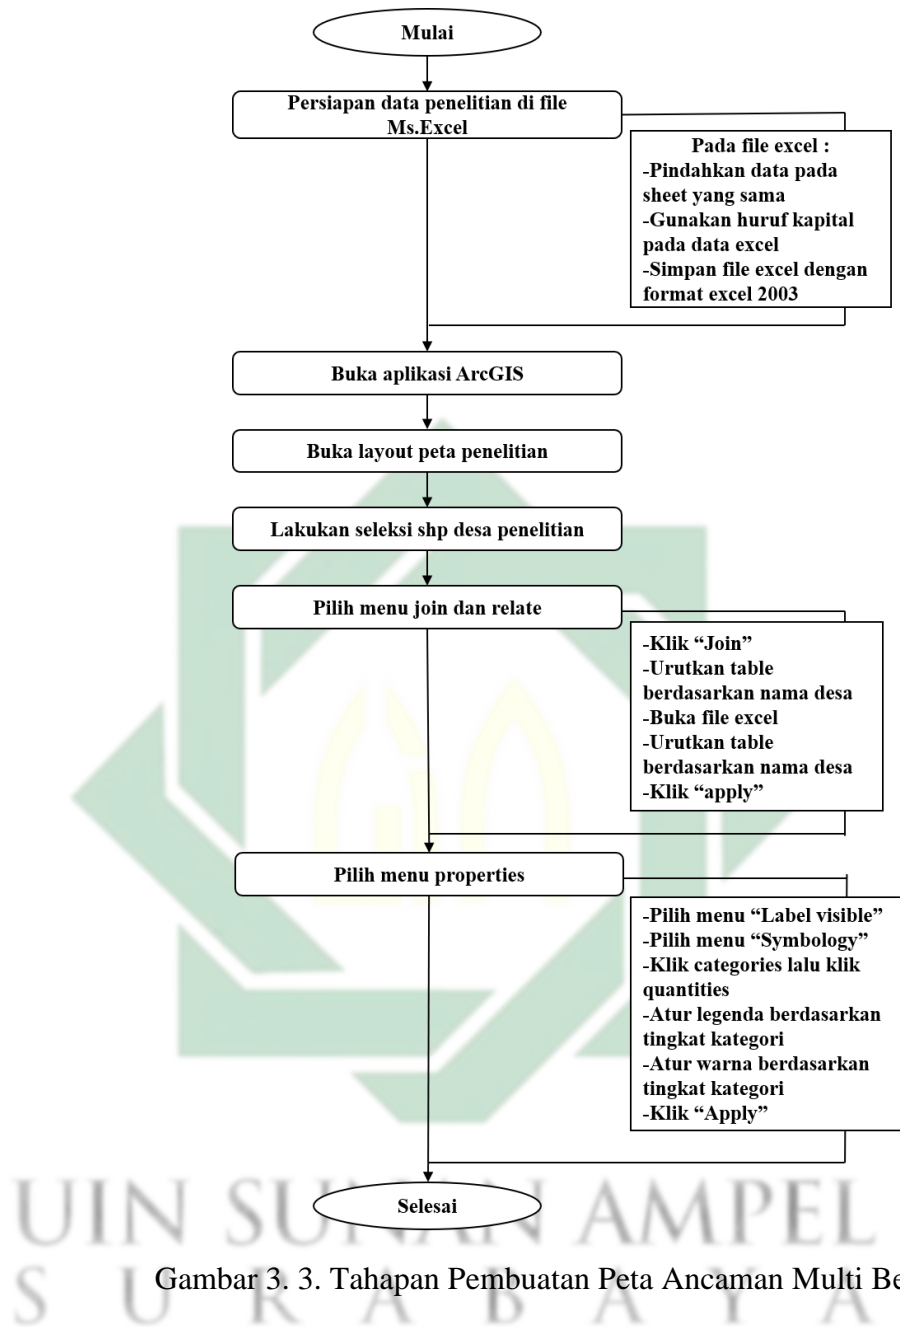 Mulai
Persiapan data penelitian di file
Ms.Excel
Pada file excel :
-Pindahkan data pada
sheet yang sama
-Gunakan huruf kapital
pada data excel
-Simpan file excel dengan
format excel 2003
Buka aplikasi ArcGIS
Buka layout peta penelitian
Lakukan seleksi shp desa penelitian
Pilih menu join dan relate
-Klik “Join”
-Urutkan table
berdasarkan nama desa
-Buka file excel
-Urutkan table
berdasarkan nama desa
-Klik “apply”
Pilih menu properties
-Pilih menu “Label visible”
-Pilih menu “Symbology”
-Klik categories lalu klik
quantities
-Atur legenda berdasarkan
tingkat kategori
-Atur warna berdasarkan
tingkat kategori
-Klik “Apply”
Selesai
UIN SUNAN AMPEL
Gambar 3. 3. Tahapan Pembuatan Peta Ancaman Multi Be
S U R A B A Y A